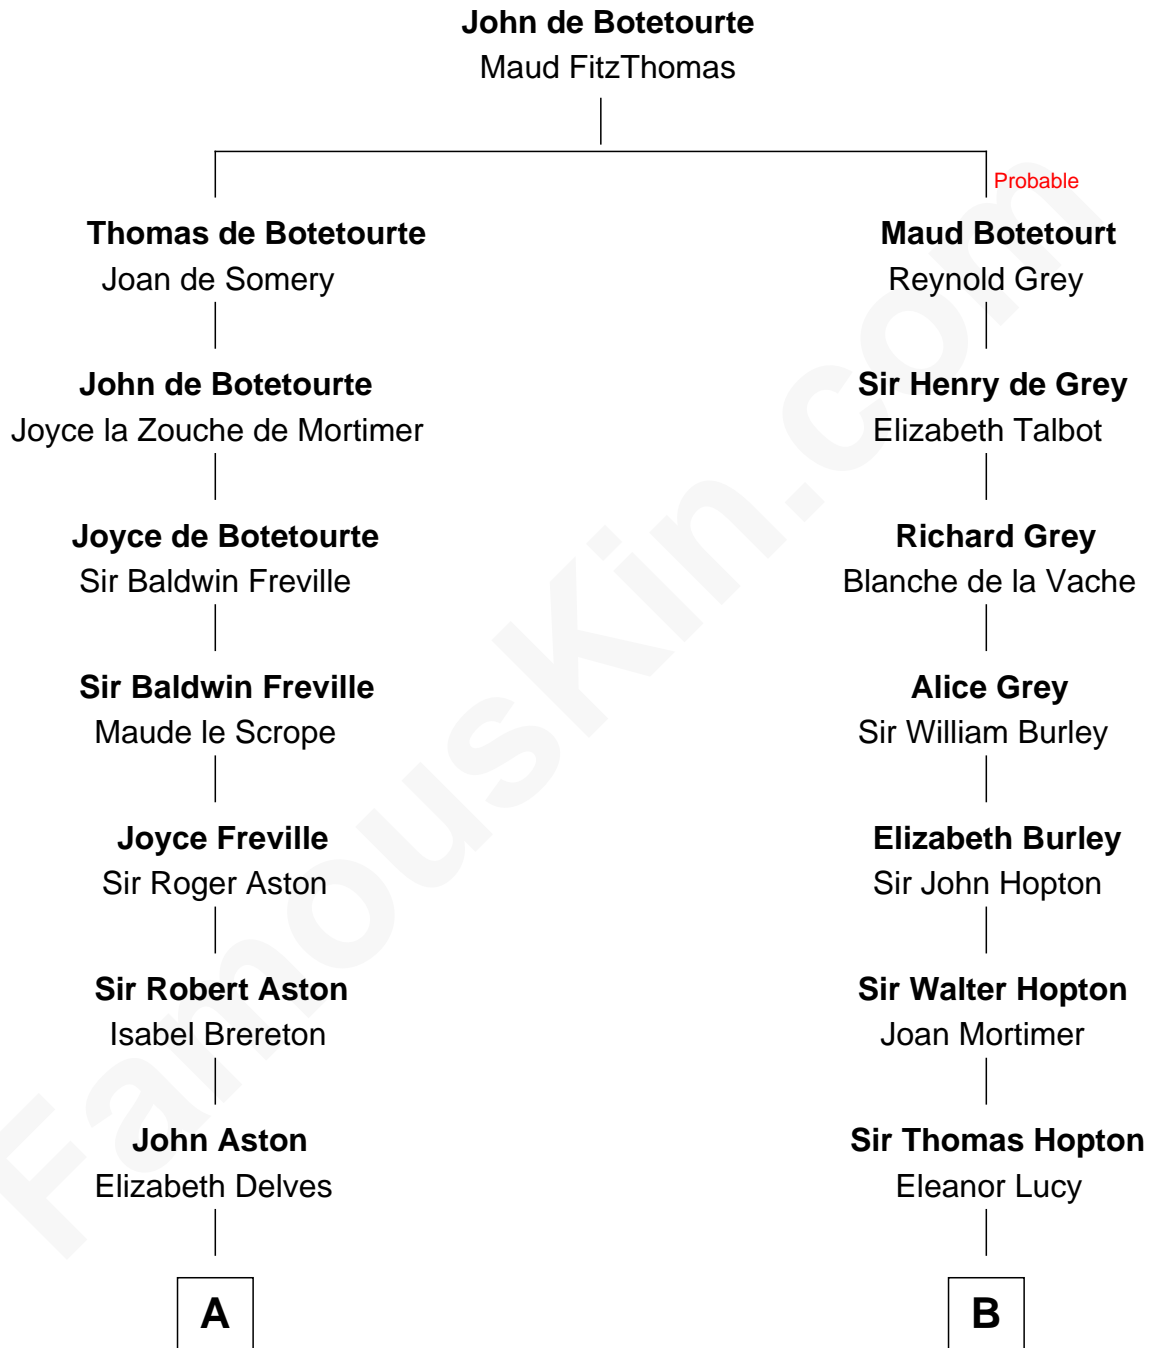 John de Botetourte
Maud FitzThomas
Probable
Thomas de Botetourte
Joan de Somery
John de Botetourte
Joyce la Zouche de Mortimer
Joyce de Botetourte
Sir Baldwin Freville
Sir Baldwin Freville
Maude le Scrope
Joyce Freville
Sir Roger Aston
Sir Robert Aston
Isabel Brereton
John Aston
Elizabeth Delves
A
Maud Botetourt
Reynold Grey
Sir Henry de Grey
Elizabeth Talbot
Richard Grey
Blanche de la Vache
Alice Grey
Sir William Burley
Elizabeth Burley
Sir John Hopton
Sir Walter Hopton
Joan Mortimer
Sir Thomas Hopton
Eleanor Lucy
B
FamousKin.com